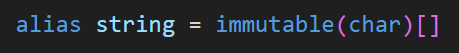 alias string = immutable(char)[]